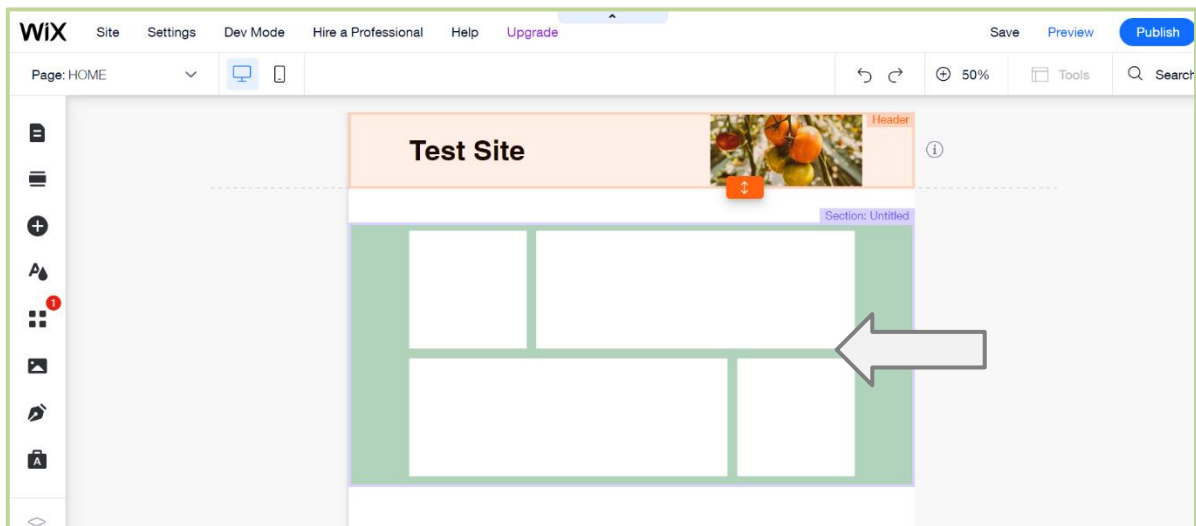 WiX Site Settings Dev Mode Hire a Professional Help Upgrade Save Preview Publish
Page: HOME 50% Tools Search
Header
Test Site
Section: Untitled
1